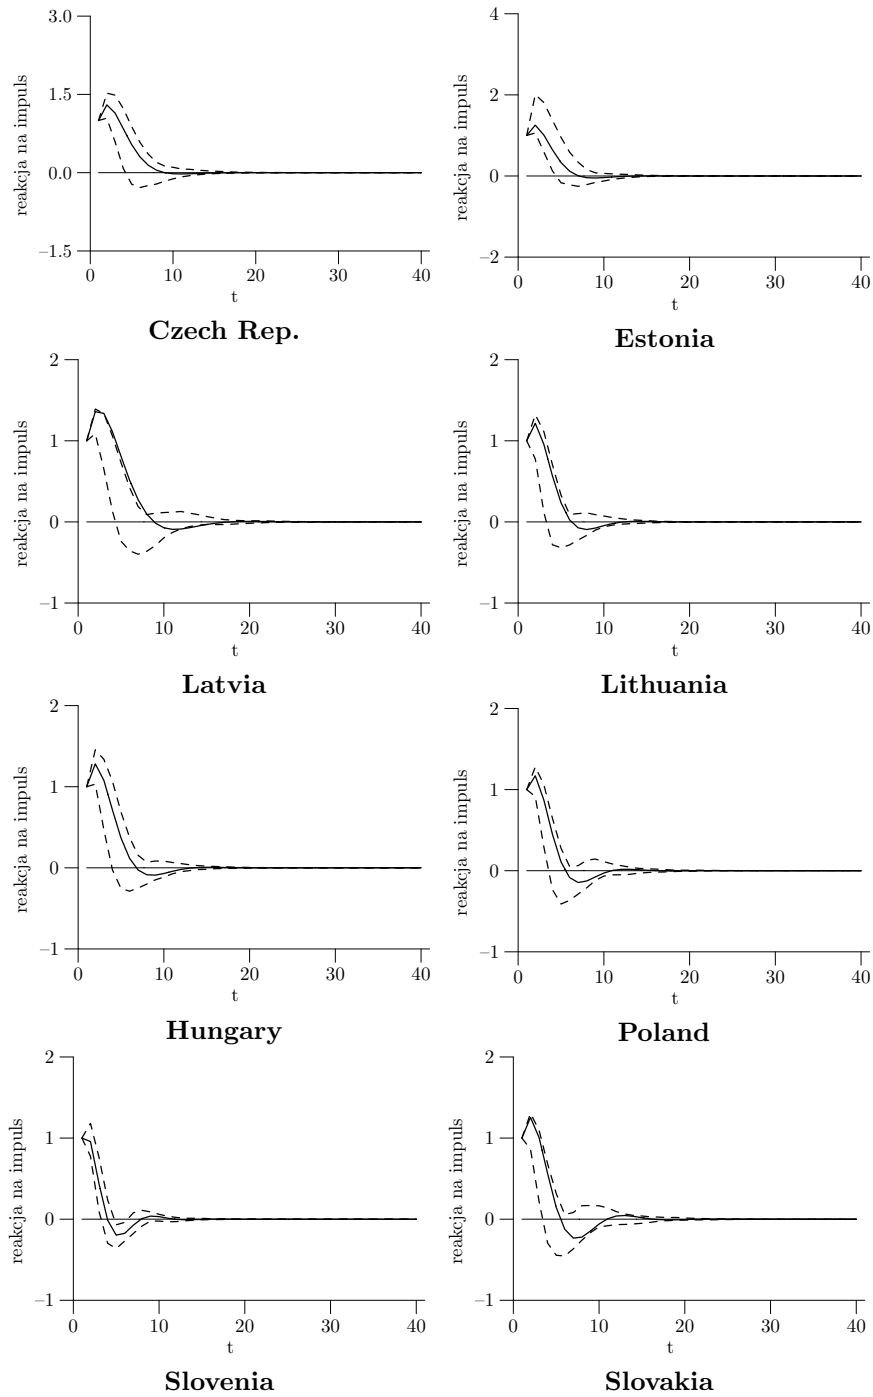 3.0
1.5
0.0
–1.5
reakcja na impuls
0 10 20 30 40
t
Czech Rep.
4
2
0
–2
reakcja na impuls
0 10 20 30 40
t
Estonia
2
1
0
–1
reakcja na impuls
0 10 20 30 40
t
Latvia
2
1
0
–1
reakcja na impuls
0 10 20 30 40
t
Lithuania
2
1
0
–1
reakcja na impuls
0 10 20 30 40
t
Hungary
2
1
0
–1
reakcja na impuls
0 10 20 30 40
t
Poland
2
1
0
–1
reakcja na impuls
0 10 20 30 40
t
Slovenia
2
1
0
–1
reakcja na impuls
0 10 20 30 40
t
Slovakia